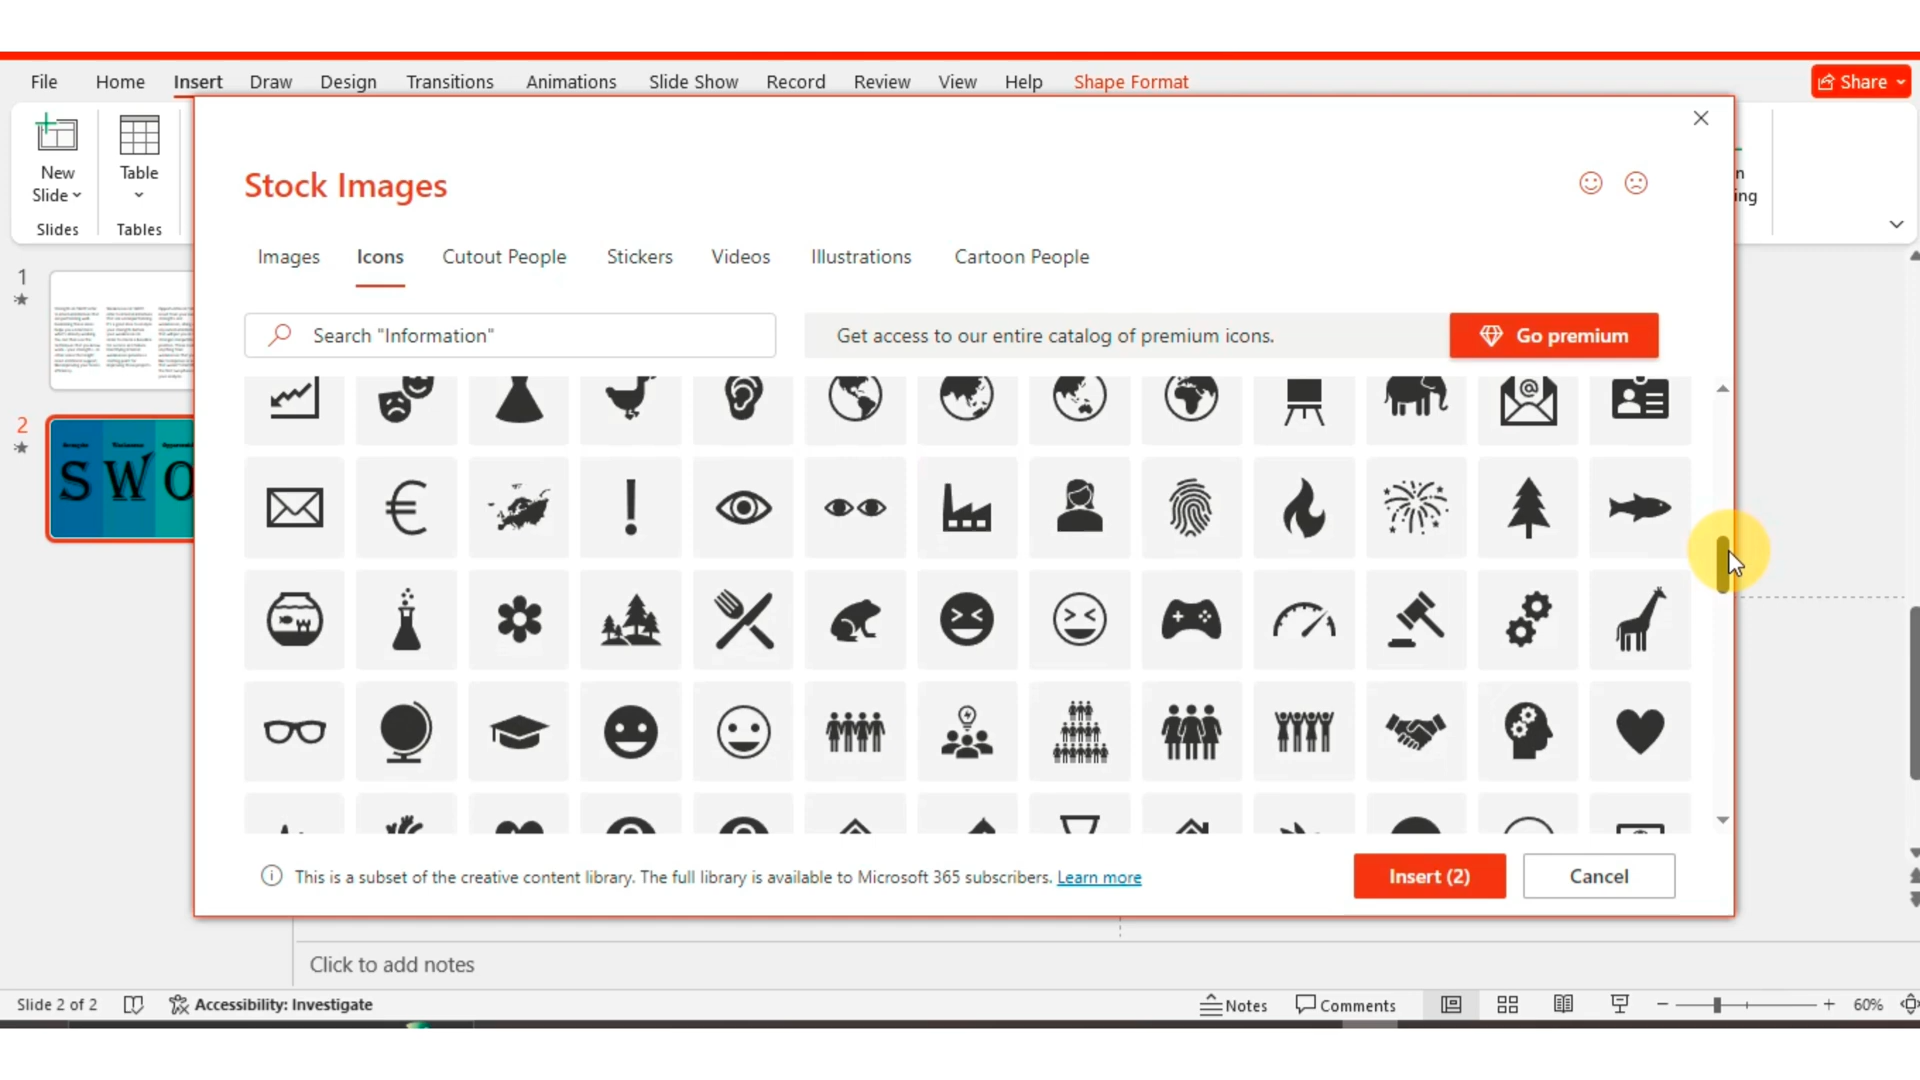 File Home Insert Draw Design Transitions Animations Slide Show Record Review View Help Shape Format Share
New Slide
Table
Slides
Tables
Stock Images
Images Icons Cutout People Stickers Videos Illustrations Cartoon People
Search "Information"
Get access to our entire catalog of premium icons.
Go premium
1
2
S W O
This is a subset of the creative content library. The full library is available to Microsoft 365 subscribers. Learn more
Insert (2)
Cancel
Click to add notes
Slide 2 of 2 Accessibility: Investigate Notes Comments 60%